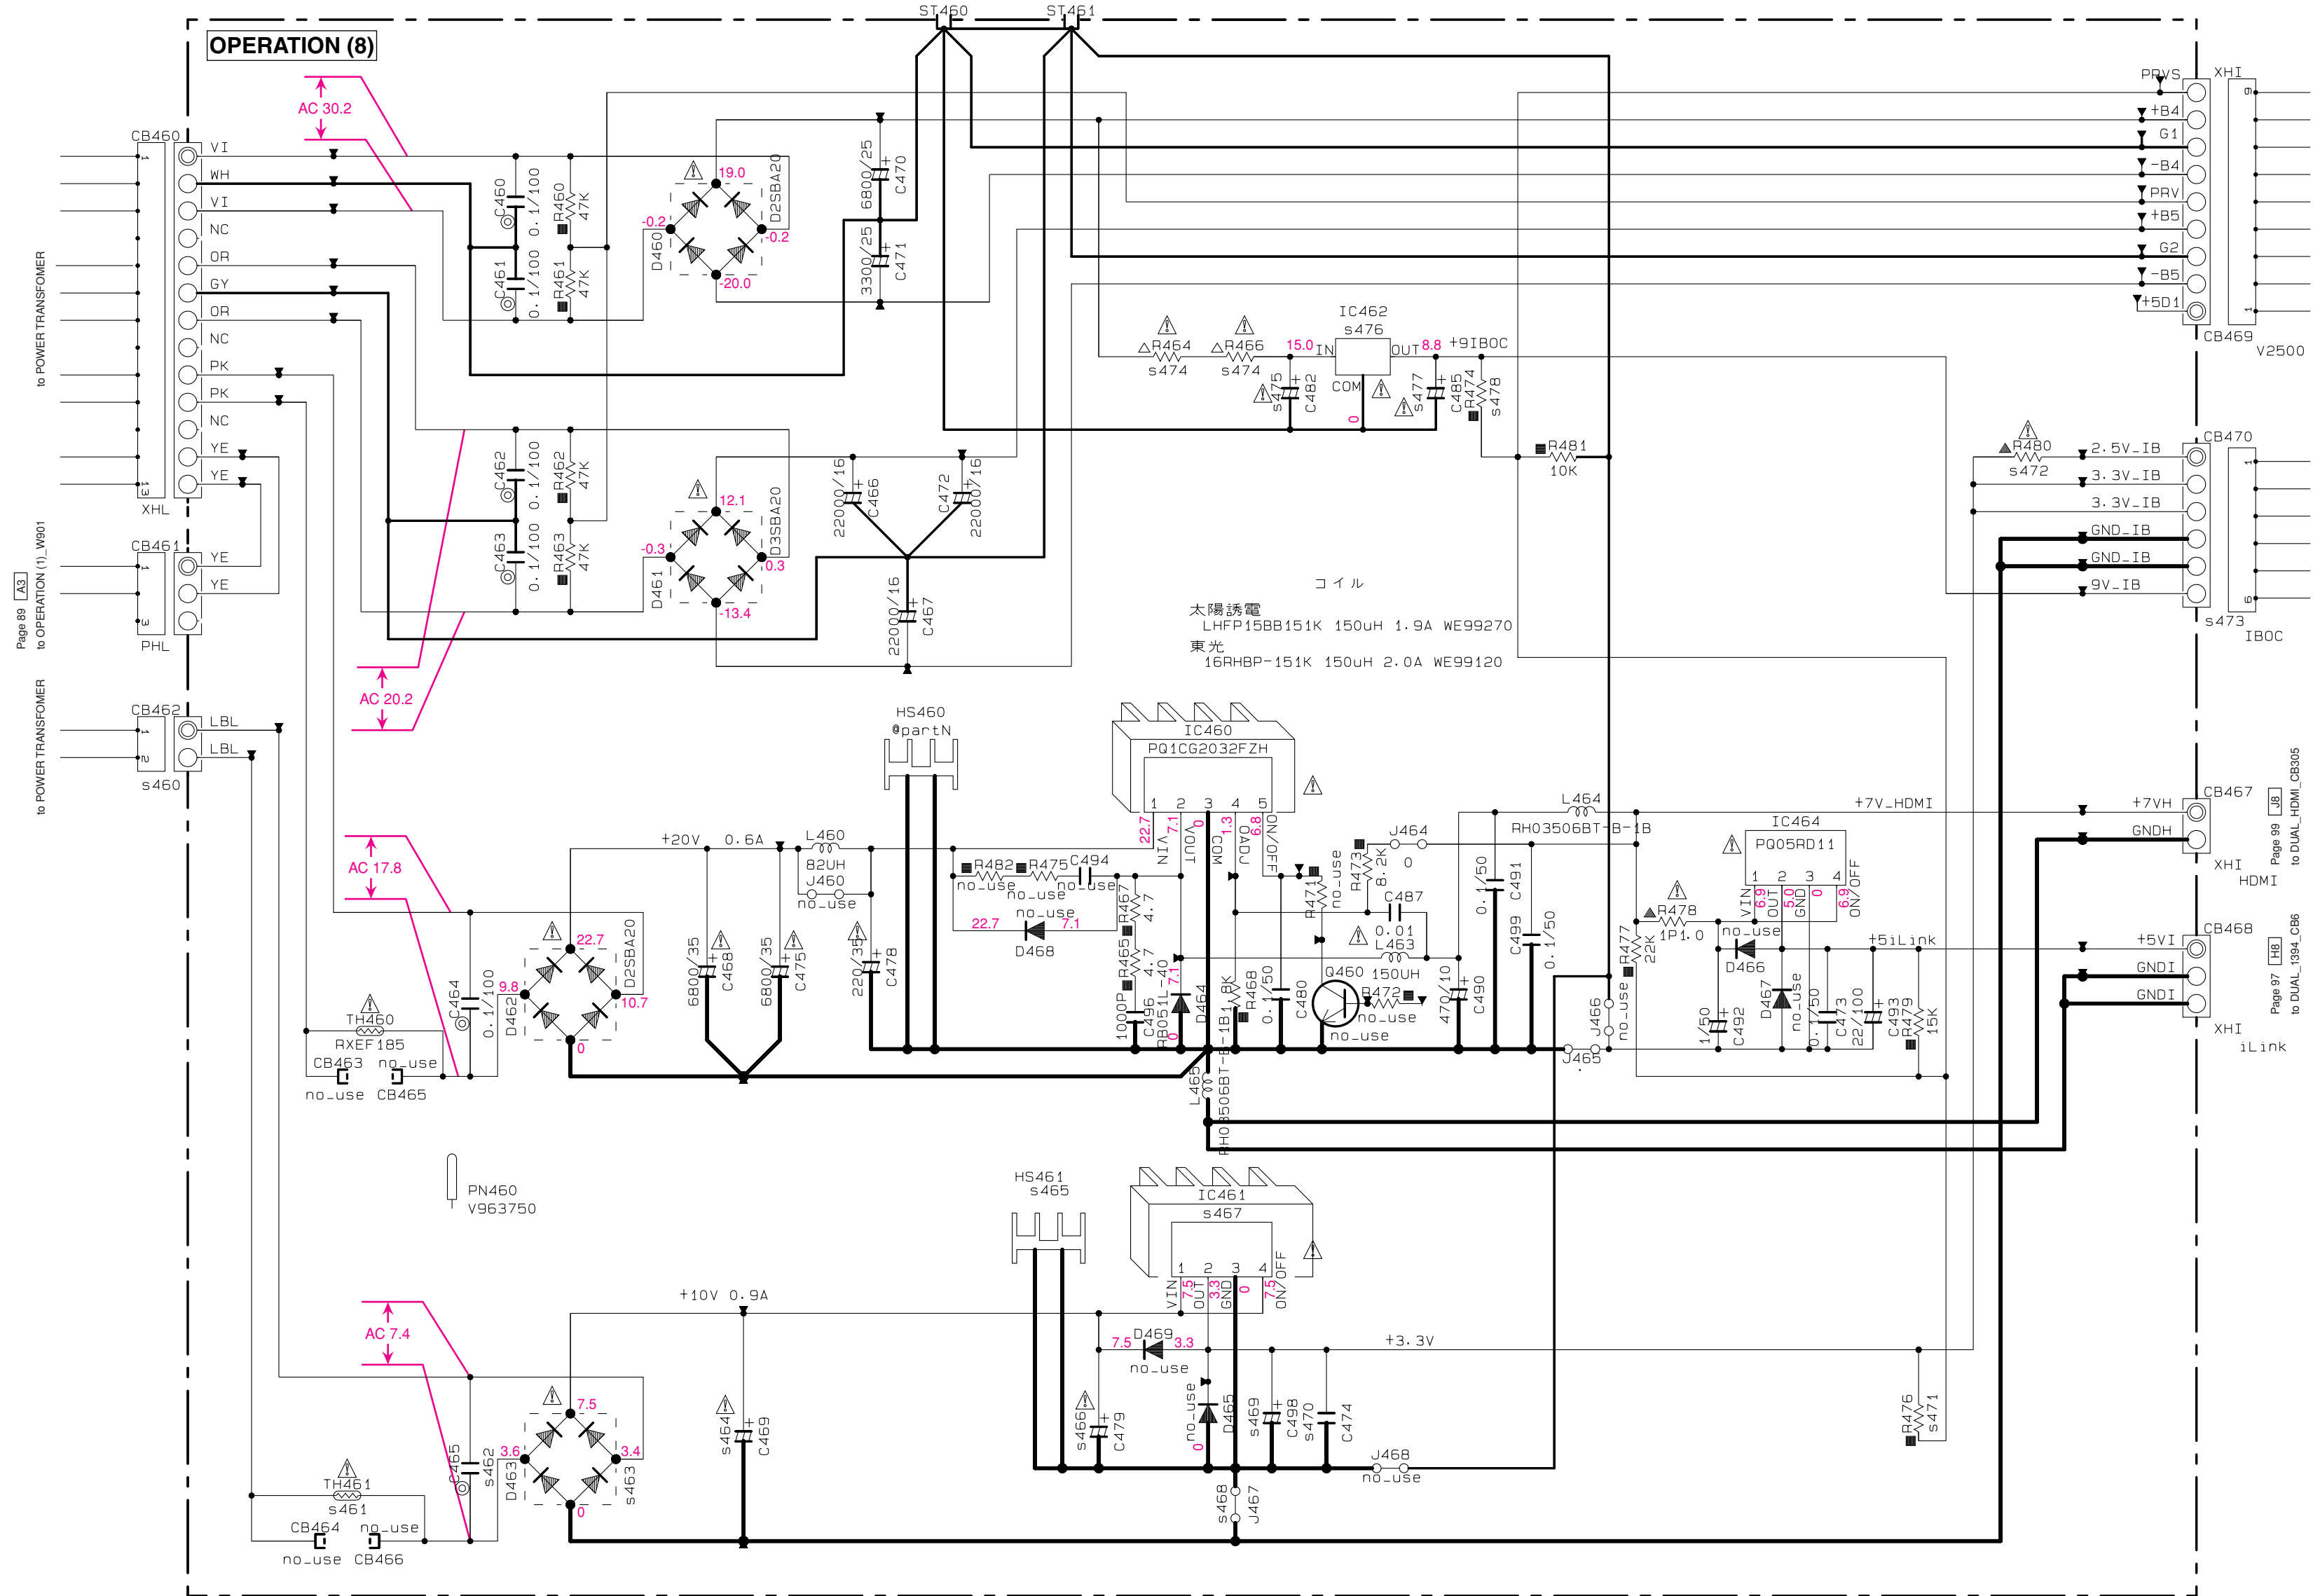 OPERATION (8)
ST460
ST461
AC 30.2
CB460
1
13
XHL
VI
WH
VI
NC
OR
GY
OR
NC
PK
PK
NC
YE
YE
to POWER TRANSFOMER
CB461
1
3
PHL
YE
YE
Page 89 A3
to OPERATION (1)_W901
CB462
1
2
s460
LBL
LBL
to POWER TRANSFOMER
C460
0.1/100
R460
47K
C461
0.1/100
R461
47K
19.0
-0.2
-0.2
-20.0
D460
D2SBA20
6800/25
C470
3300/25
C471
C462
0.1/100
R462
47K
C463
0.1/100
R463
47K
12.1
-0.3
0.3
-13.4
D461
D3SBA20
22000/16
C466
C472
22000/16
22000/16
C467
AC 20.2
R464
s474
R466
s474
15.0
IN
IC462
s476
OUT
8.8
+9IBOC
COM
0
s475
C482
s477
C485
R474
s478
R481
10K
PRVS
+B4
G1
-B4
PRV
+B5
G2
-B5
+5D1
XHI
9
1
CB469
V2500
R480
s472
2.5V_IB
3.3V_IB
3.3V_IB
GND_IB
GND_IB
9V_IB
CB470
1
6
s473
IBOC
コイル
太陽誘電
LHFP15BB151K 150uH 1.9A WE99270
東光
16RHBP-151K 150uH 2.0A WE99120
HS460
@partN
IC460
PQ1CG2032FZH
1 2 3 4 5
22.7
VIN
7.1
VOUT
0
COM
1.3
OADJ
6.8
ON/OFF
AC 17.8
+20V 0.6A
L460
82UH
J460
no_use
22.7
9.8
10.7
0
D462
D2SBA20
C464
0.1/100
TH460
RXEF185
CB463
no_use
no_use
CB465
6800/35
C468
6800/35
C475
220/35
C478
R482
no_use
R475
no_use
C494
no_use
no_use
22.7
7.1
D468
R467
4.7
R465
4.7
1000P
C496
RB051L-40
7.1
0
D464
1.8K
R468
0.1/50
C480
R471
no_use
Q460
no_use
R472
no_use
R473
8.2K
J464
0
C487
0.01
L463
150UH
470/10
C490
0.1/50
C491
C499
0.1/50
L464
RH03506BT-B-1B
L465
RH03506BT-B-1B
J465
J466
no_use
R477
22K
R478
1P1.0
IC464
PQ05RD11
1 2 3 4
VIN
6.9
OUT
5.0
GND
0
6.9
ON/OFF
no_use
D466
D467
no_use
1/50
C492
0.1/50
C473
22/100
C493
R479
15K
+7V_HDMI
+5iLink
+7VH
GNDH
CB467
XHI
HDMI
Page 99 J8
to DUAL_HDMI_CB305
+5VI
GNDI
GNDI
CB468
XHI
iLink
Page 97 H8
to DUAL_1394_CB6
PN460
V963750
HS461
s465
IC461
s467
1 2 3 4
VIN
7.5
OUT
3.3
GND
0
7.5
ON/OFF
AC 7.4
+10V 0.9A
7.5
3.6
3.4
0
D463
s463
C465
s462
TH461
s461
CB464
no_use
no_use
CB466
s464
C469
7.5
D469
3.3
no_use
+3.3V
s466
C479
no_use
0
D465
s469
C498
s470
C474
J468
no_use
s468
J467
R476
s471